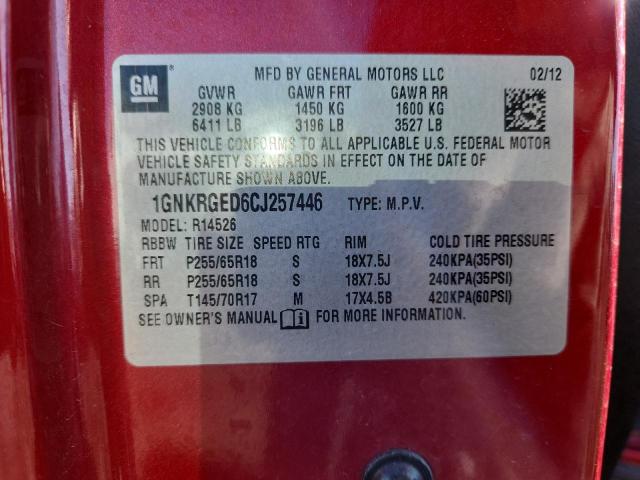 GM
MFD BY GENERAL MOTORS LLC 02/12
GVWR GAWR FRT GAWR RR
2908 KG 1450 KG 1600 KG
6411 LB 3196 LB 3527 LB
THIS VEHICLE CONFORMS TO ALL APPLICABLE U.S. FEDERAL MOTOR
VEHICLE SAFETY STANDARDS IN EFFECT ON THE DATE OF
MANUFACTURE SHOWN ABOVE.
1GNKRGED6CJ257446 TYPE: M.P.V.
MODEL: R14526
RBBW TIRE SIZE SPEED RTG RIM COLD TIRE PRESSURE
FRT P255/65R18 S 18X7.5J 240KPA(35PSI)
RR P255/65R18 S 18X7.5J 240KPA(35PSI)
SPA T145/70R17 M 17X4.5B 420KPA(60PSI)
SEE OWNER'S MANUAL FOR MORE INFORMATION.